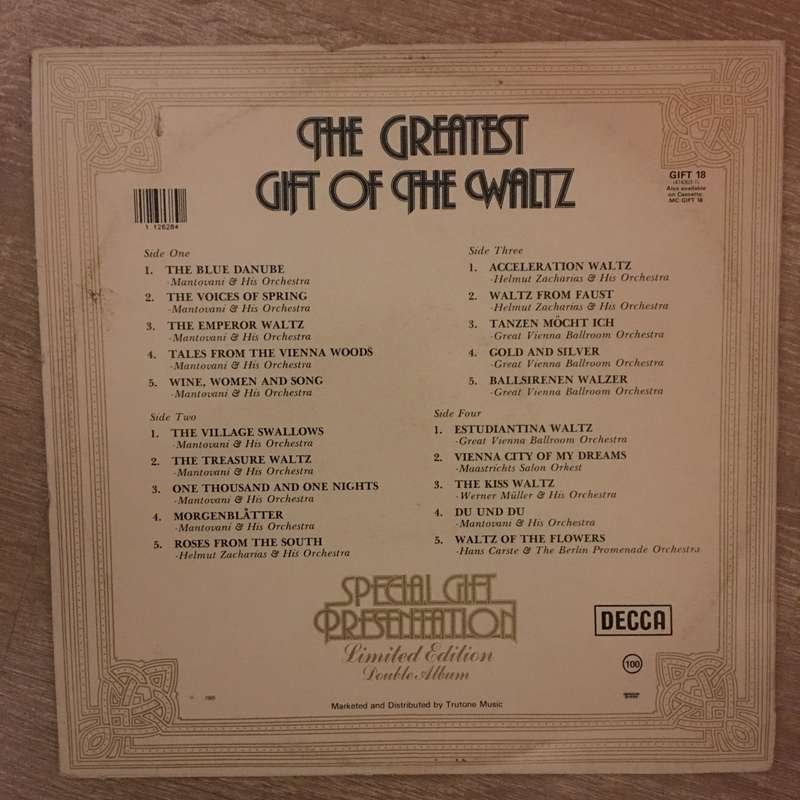 THE GREATEST
GIFT OF THE WALTZ
1 126284
GIFT 18
Also available
on Cassette
MC GIFT 18
Side One
1. THE BLUE DANUBE
-Mantovani & His Orchestra
2. THE VOICES OF SPRING
-Mantovani & His Orchestra
3. THE EMPEROR WALTZ
-Mantovani & His Orchestra
4. TALES FROM THE VIENNA WOODS
-Mantovani & His Orchestra
5. WINE, WOMEN AND SONG
-Mantovani & His Orchestra
Side Two
1. THE VILLAGE SWALLOWS
-Mantovani & His Orchestra
2. THE TREASURE WALTZ
-Mantovani & His Orchestra
3. ONE THOUSAND AND ONE NIGHTS
-Mantovani & His Orchestra
4. MORGENBLÅTTER
-Mantovani & His Orchestra
5. ROSES FROM THE SOUTH
-Helmut Zacharias & His Orchestra
Side Three
1. ACCELERATION WALTZ
-Helmut Zacharias & His Orchestra
2. WALTZ FROM FAUST
-Helmut Zacharias & His Orchestra
3. TANZEN MÖCHT ICH
-Great Vienna Ballroom Orchestra
4. GOLD AND SILVER
-Great Vienna Ballroom Orchestra
5. BALLSIRENEN WALZER
-Great Vienna Ballroom Orchestra
Side Four
1. ESTUDIANTINA WALTZ
-Great Vienna Ballroom Orchestra
2. VIENNA CITY OF MY DREAMS
-Maastrichts Salon Orkest
3. THE KISS WALTZ
-Werner Müller & His Orchestra
4. DU UND DU
-Mantovani & His Orchestra
5. WALTZ OF THE FLOWERS
-Hans Carste & The Berlin Promenade Orchestra
SPECIAL GIFT
PRESENTATION
Limited Edition
Double Album
DECCA
100
Marketed and Distributed by Trutone Music